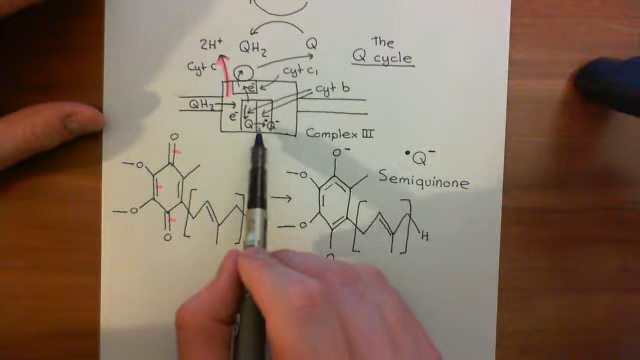 2H⁺ QH₂ Q
the
Q cycle
cyt c
cyt c₁
e⁻
cyt b
QH₂
e⁻
Q → •Q⁻
Complex III
O
O
O
O
O⁻
O
O
H
•Q⁻
Semiquinone